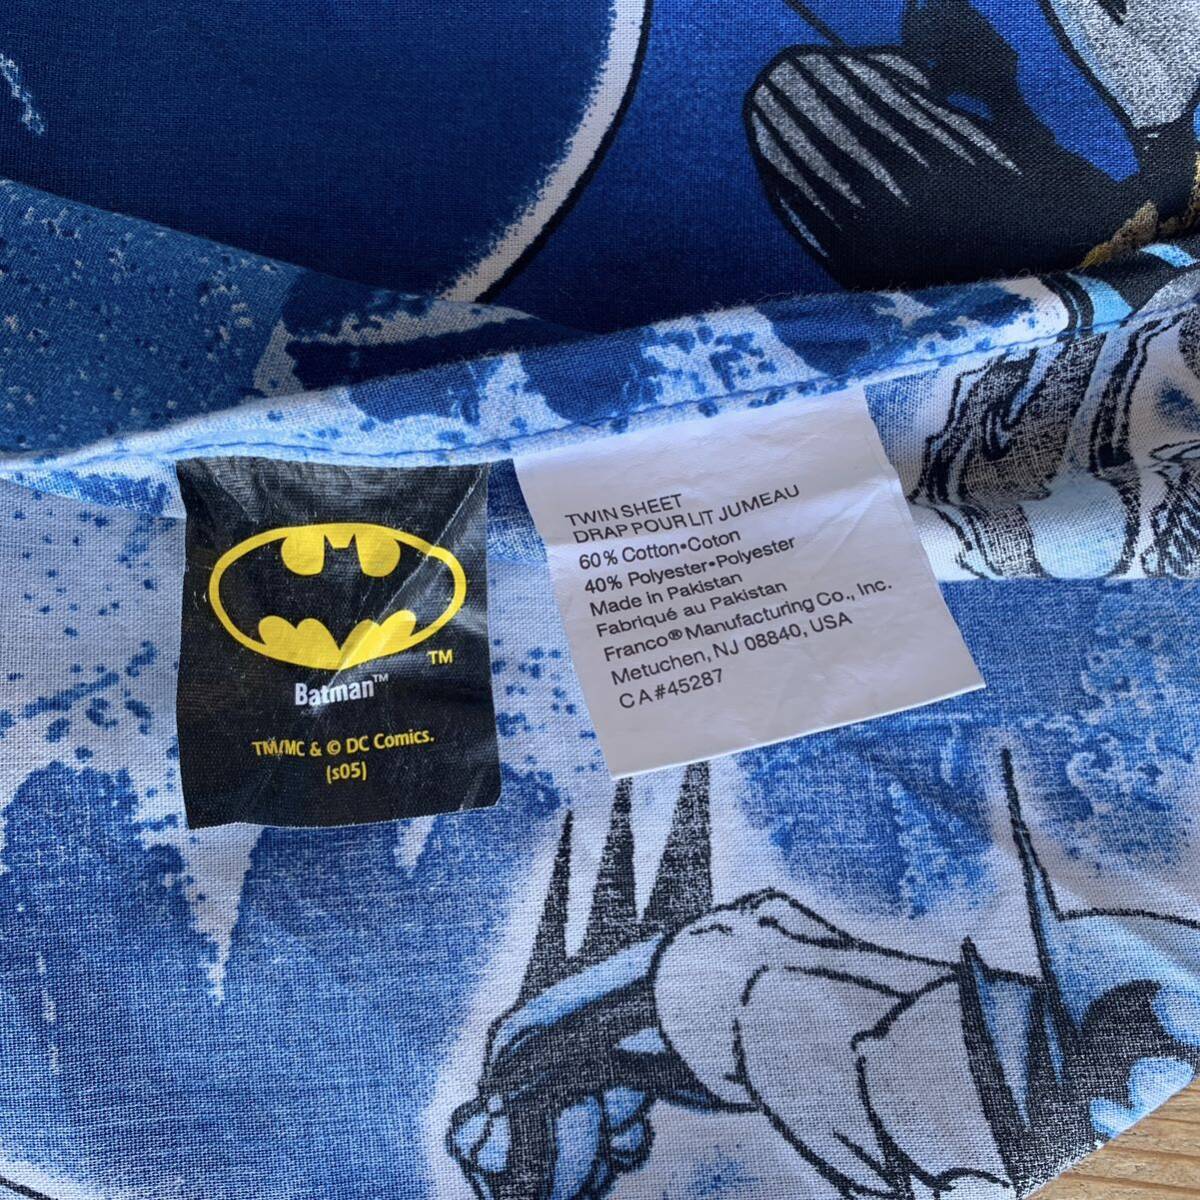 TM
Batman™
TM/MC & © DC Comics.
(s05)
TWIN SHEET
DRAP POUR LIT JUMEAU
60% Cotton•Coton
40% Polyester•Polyester
Made in Pakistan
Fabriqué au Pakistan
Franco® Manufacturing Co., Inc.
Metuchen, NJ 08840, USA
CA#45287